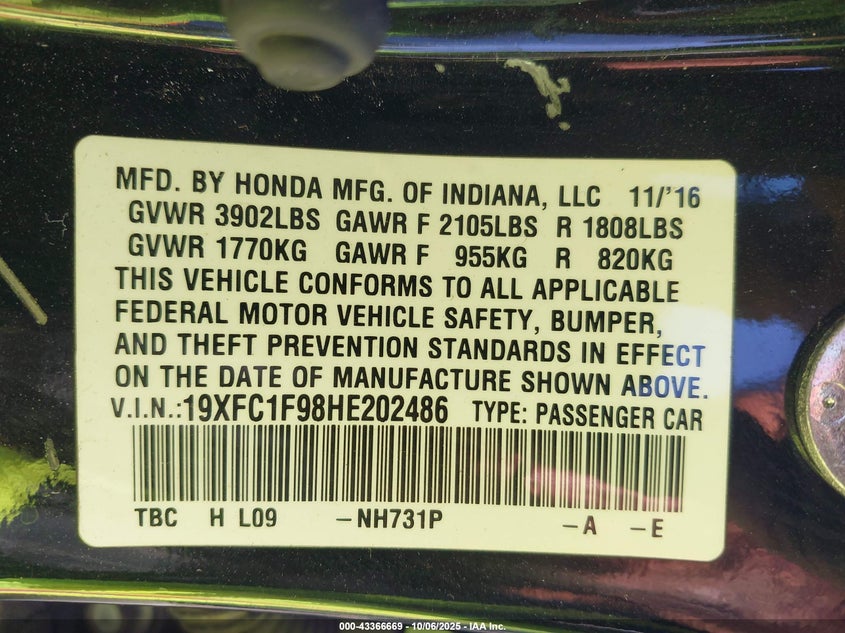 MFD. BY HONDA MFG. OF INDIANA, LLC 11/'16
GVWR 3902LBS GAWR F 2105LBS R 1808LBS
GVWR 1770KG GAWR F 955KG R 820KG
THIS VEHICLE CONFORMS TO ALL APPLICABLE
FEDERAL MOTOR VEHICLE SAFETY, BUMPER,
AND THEFT PREVENTION STANDARDS IN EFFECT
ON THE DATE OF MANUFACTURE SHOWN ABOVE.
V.I.N.:19XFC1F98HE202486 TYPE: PASSENGER CAR
TBC H L09 -NH731P -A -E
000-43366669 - 10/06/2025 - IAA Inc.